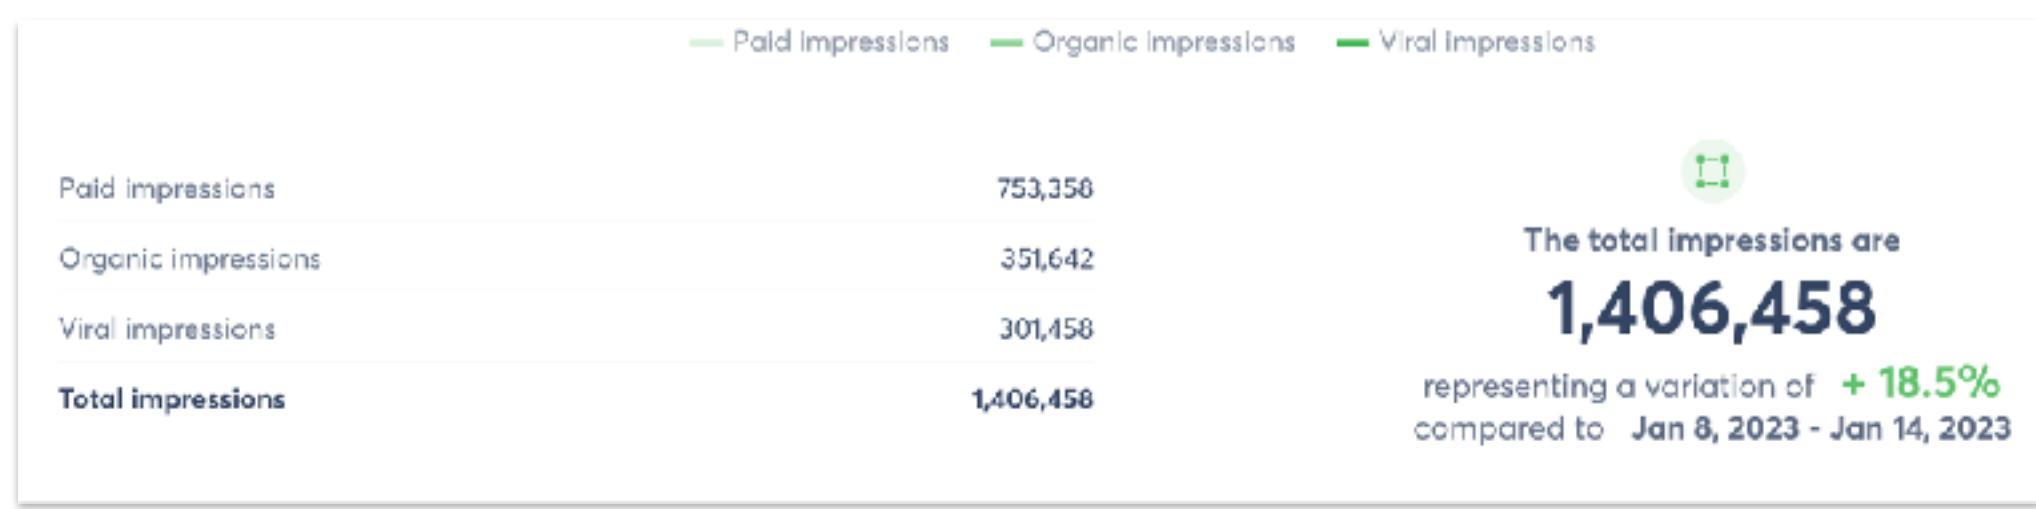 Paid impressions Organic impressions Viral impressions
Paid impressions 753,358
Organic impressions 351,642
Viral impressions 301,458
Total impressions 1,406,458
The total impressions are
1,406,458
representing a variation of + 18.5%
compared to Jan 8, 2023 - Jan 14, 2023